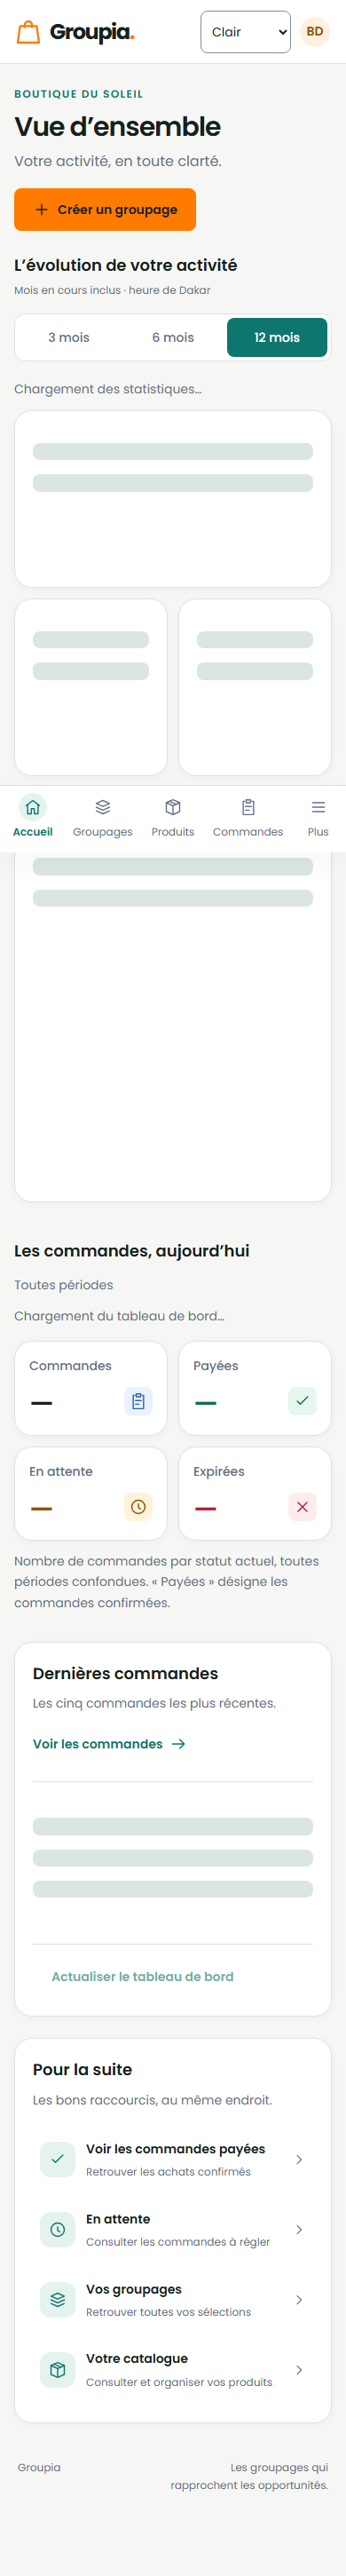 Groupia.
Clair
BD
BOUTIQUE DU SOLEIL
Vue d’ensemble
Votre activité, en toute clarté.
Créer un groupage
L’évolution de votre activité
Mois en cours inclus · heure de Dakar
3 mois
6 mois
12 mois
Chargement des statistiques…
Accueil
Groupages
Produits
Commandes
Plus
Les commandes, aujourd’hui
Toutes périodes
Chargement du tableau de bord…
Commandes
—
Payées
—
En attente
—
Expirées
—
Nombre de commandes par statut actuel, toutes
périodes confondues. « Payées » désigne les
commandes confirmées.
Dernières commandes
Les cinq commandes les plus récentes.
Voir les commandes
Actualiser le tableau de bord
Pour la suite
Les bons raccourcis, au même endroit.
Voir les commandes payées
Retrouver les achats confirmés
En attente
Consulter les commandes à régler
Vos groupages
Retrouver toutes vos sélections
Votre catalogue
Consulter et organiser vos produits
Groupia
Les groupages qui
rapprochent les opportunités.